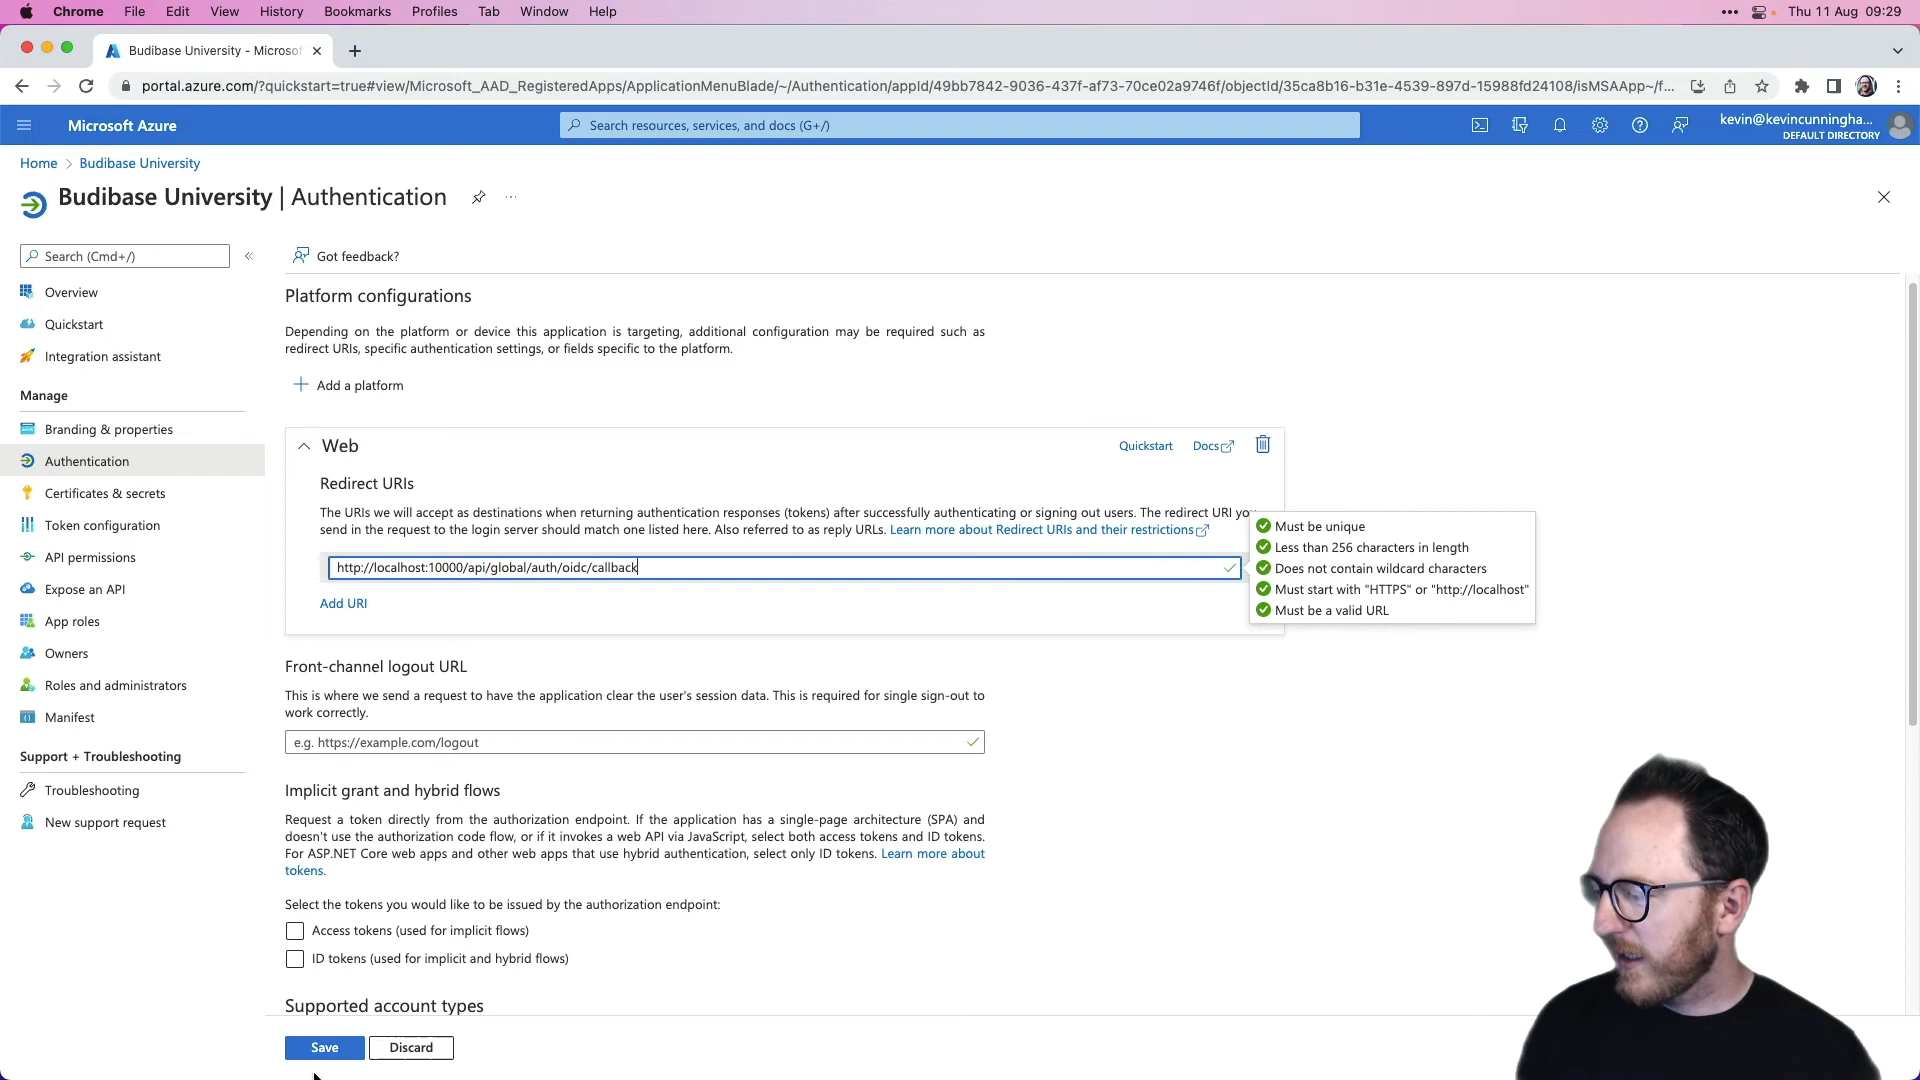 Chrome File Edit View History Bookmarks Profiles Tab Window Help
Thu 11 Aug 09:29
Budibase University - Microsof
portal.azure.com/?quickstart=true#view/Microsoft_AAD_RegisteredApps/ApplicationMenuBlade/~/Authentication/appId/49bb7842-9036-437f-af73-70ce02a9746f/objectId/35ca8b16-b31e-4539-897d-15988fd24108/isMSAApp~/f...
Microsoft Azure
Search resources, services, and docs (G+/)
kevin@kevincunningha...
DEFAULT DIRECTORY
Home > Budibase University
Budibase University | Authentication
Search (Cmd+/)
«
Overview
Quickstart
Integration assistant
Manage
Branding & properties
Authentication
Certificates & secrets
Token configuration
API permissions
Expose an API
App roles
Owners
Roles and administrators
Manifest
Support + Troubleshooting
Troubleshooting
New support request
Got feedback?
Platform configurations
Depending on the platform or device this application is targeting, additional configuration may be required such as
redirect URIs, specific authentication settings, or fields specific to the platform.
Add a platform
Web
Quickstart
Docs
Redirect URIs
The URIs we will accept as destinations when returning authentication responses (tokens) after successfully authenticating or signing out users. The redirect URI you
send in the request to the login server should match one listed here. Also referred to as reply URLs. Learn more about Redirect URIs and their restrictions
http://localhost:10000/api/global/auth/oidc/callback
Must be unique
Less than 256 characters in length
Does not contain wildcard characters
Must start with "HTTPS" or "http://localhost"
Must be a valid URL
Add URI
Front-channel logout URL
This is where we send a request to have the application clear the user's session data. This is required for single sign-out to
work correctly.
e.g. https://example.com/logout
Implicit grant and hybrid flows
Request a token directly from the authorization endpoint. If the application has a single-page architecture (SPA) and
doesn't use the authorization code flow, or if it invokes a web API via JavaScript, select both access tokens and ID tokens.
For ASP.NET Core web apps and other web apps that use hybrid authentication, select only ID tokens. Learn more about
tokens.
Select the tokens you would like to be issued by the authorization endpoint:
Access tokens (used for implicit flows)
ID tokens (used for implicit and hybrid flows)
Supported account types
Save
Discard